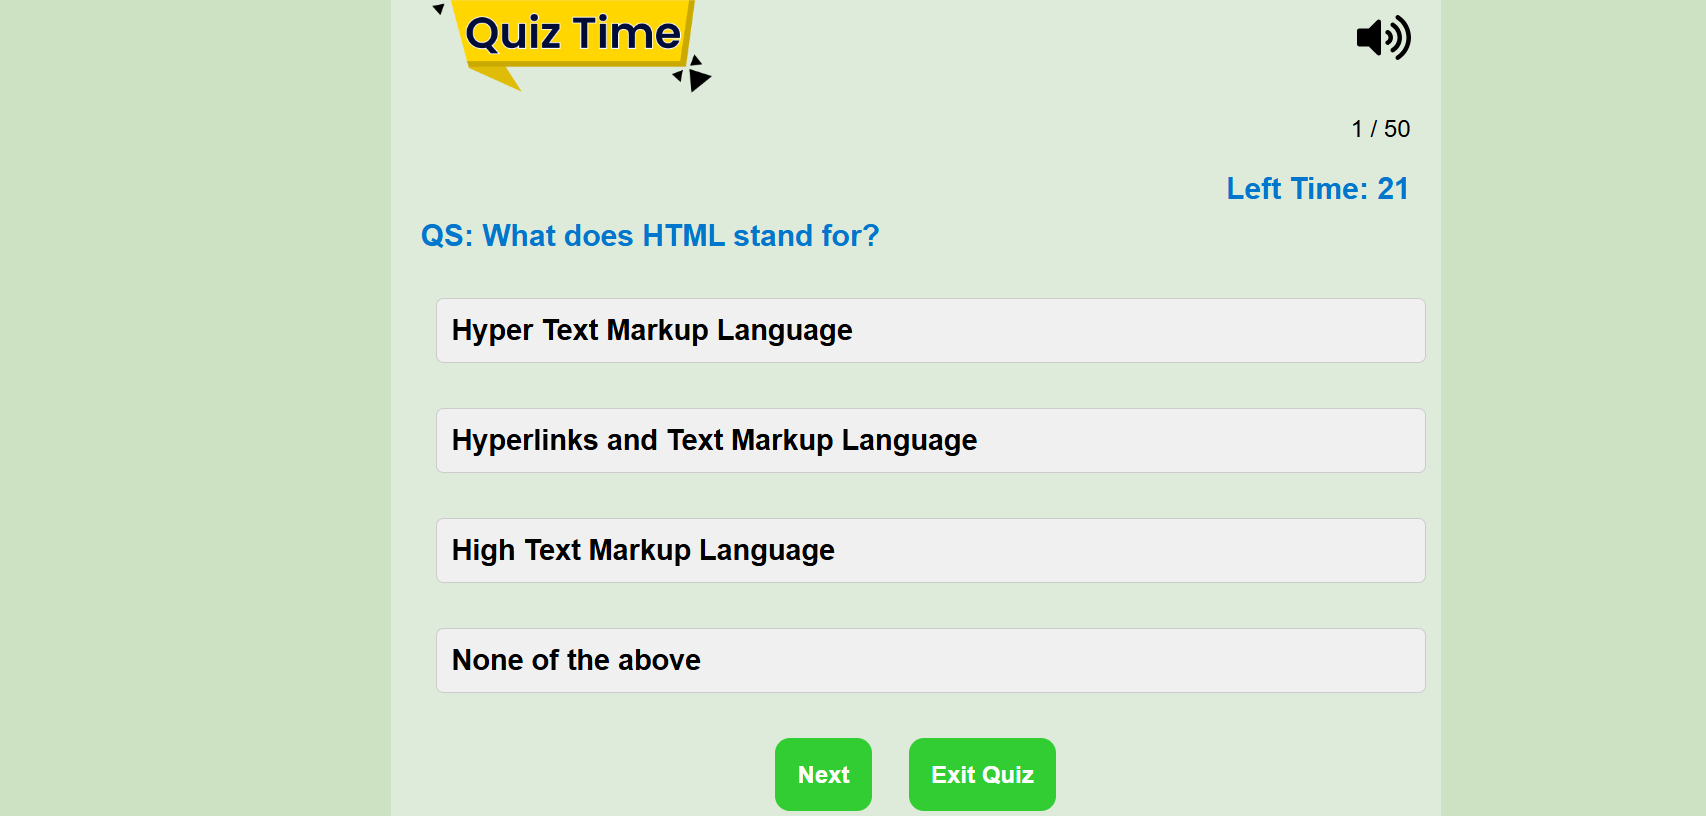 Quiz Time
1 / 50
Left Time: 21
QS: What does HTML stand for?
Hyper Text Markup Language
Hyperlinks and Text Markup Language
High Text Markup Language
None of the above
Next
Exit Quiz